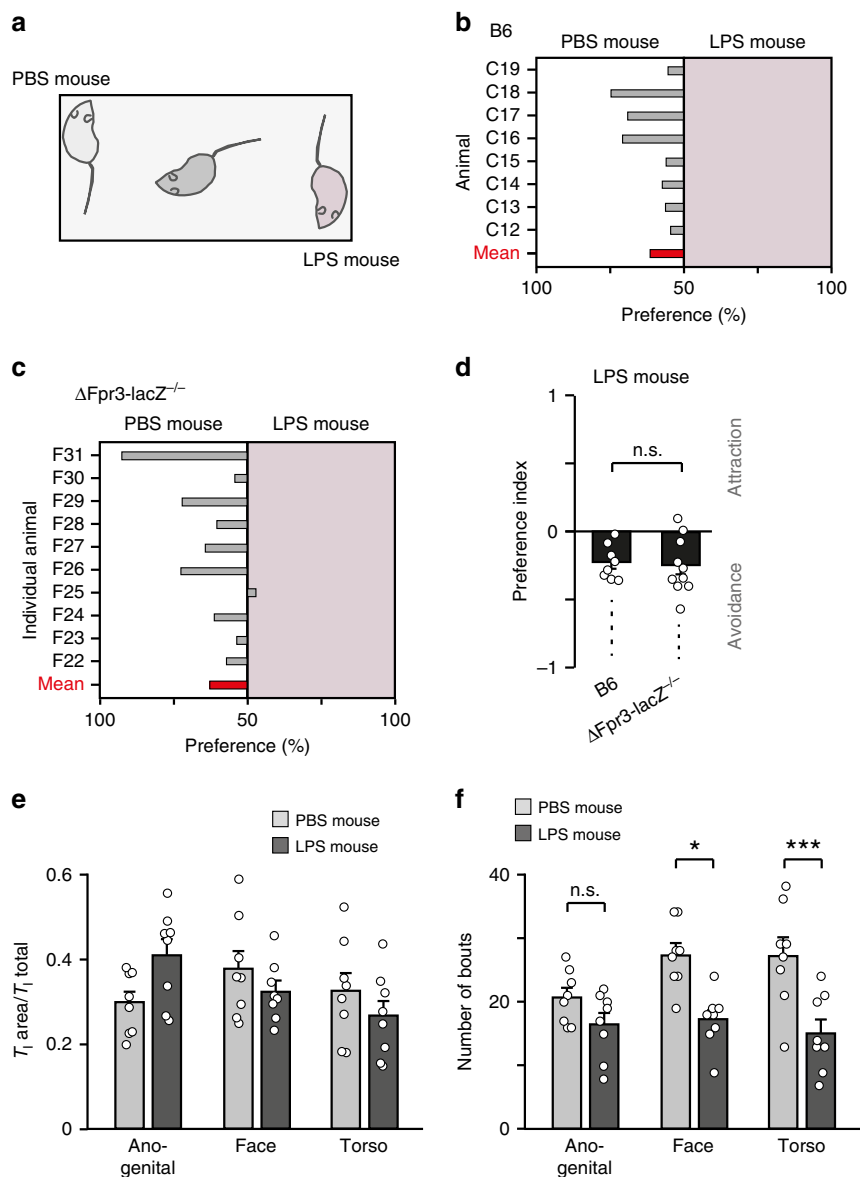 a
PBS mouse
LPS mouse
b
B6
PBS mouse LPS mouse
Animal
C19
C18
C17
C16
C15
C14
C13
C12
Mean
100 50 100
Preference (%)
c
ΔFpr3-lacZ⁻/⁻
PBS mouse LPS mouse
Individual animal
F31
F30
F29
F28
F27
F26
F25
F24
F23
F22
Mean
100 50 100
Preference (%)
d
LPS mouse
Preference index
1
0
−1
n.s.
Attraction
Avoidance
B6
ΔFpr3-lacZ⁻/⁻
e
PBS mouse
LPS mouse
Tₗ area/Tₗ total
0.6
0.4
0.2
0
Ano-
genital
Face
Torso
f
PBS mouse
LPS mouse
Number of bouts
40
20
0
n.s.
*
***
Ano-
genital
Face
Torso